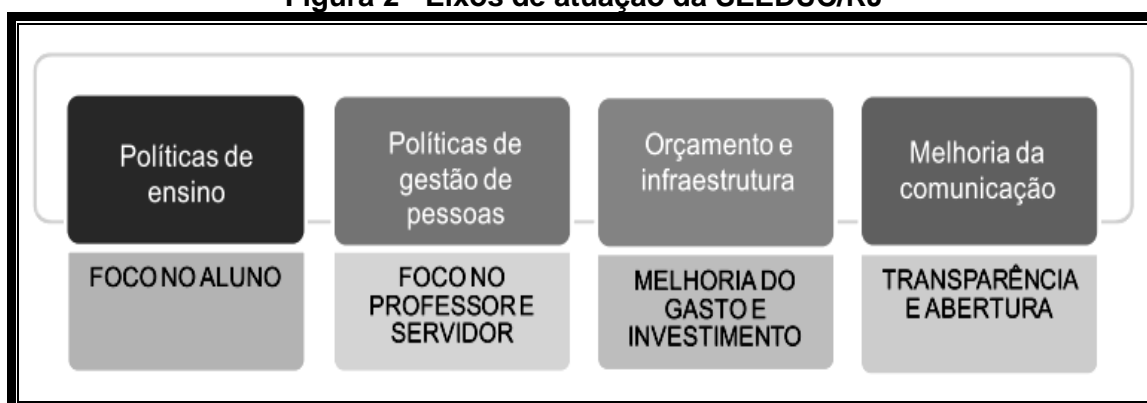 Figura 2 - Eixos de atuação da SEEDUC/RJ
Políticas de
ensino
FOCO NO ALUNO
Políticas de
gestão de
pessoas
FOCO NO
PROFESSOR E
SERVIDOR
Orçamento e
infraestrutura
MELHORIA DO
GASTO E
INVESTIMENTO
Melhoria da
comunicação
TRANSPARÊNCIA
E ABERTURA